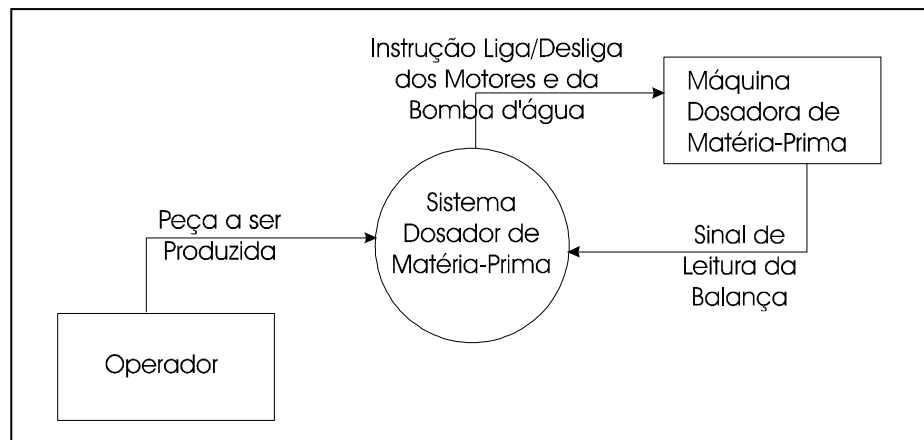 Instrução Liga/Desliga
dos Motores e da
Bomba d'água
Máquina
Dosadora de
Matéria-Prima
Sistema
Dosador de
Matéria-Prima
Peça a ser
Produzida
Sinal de
Leitura da
Balança
Operador